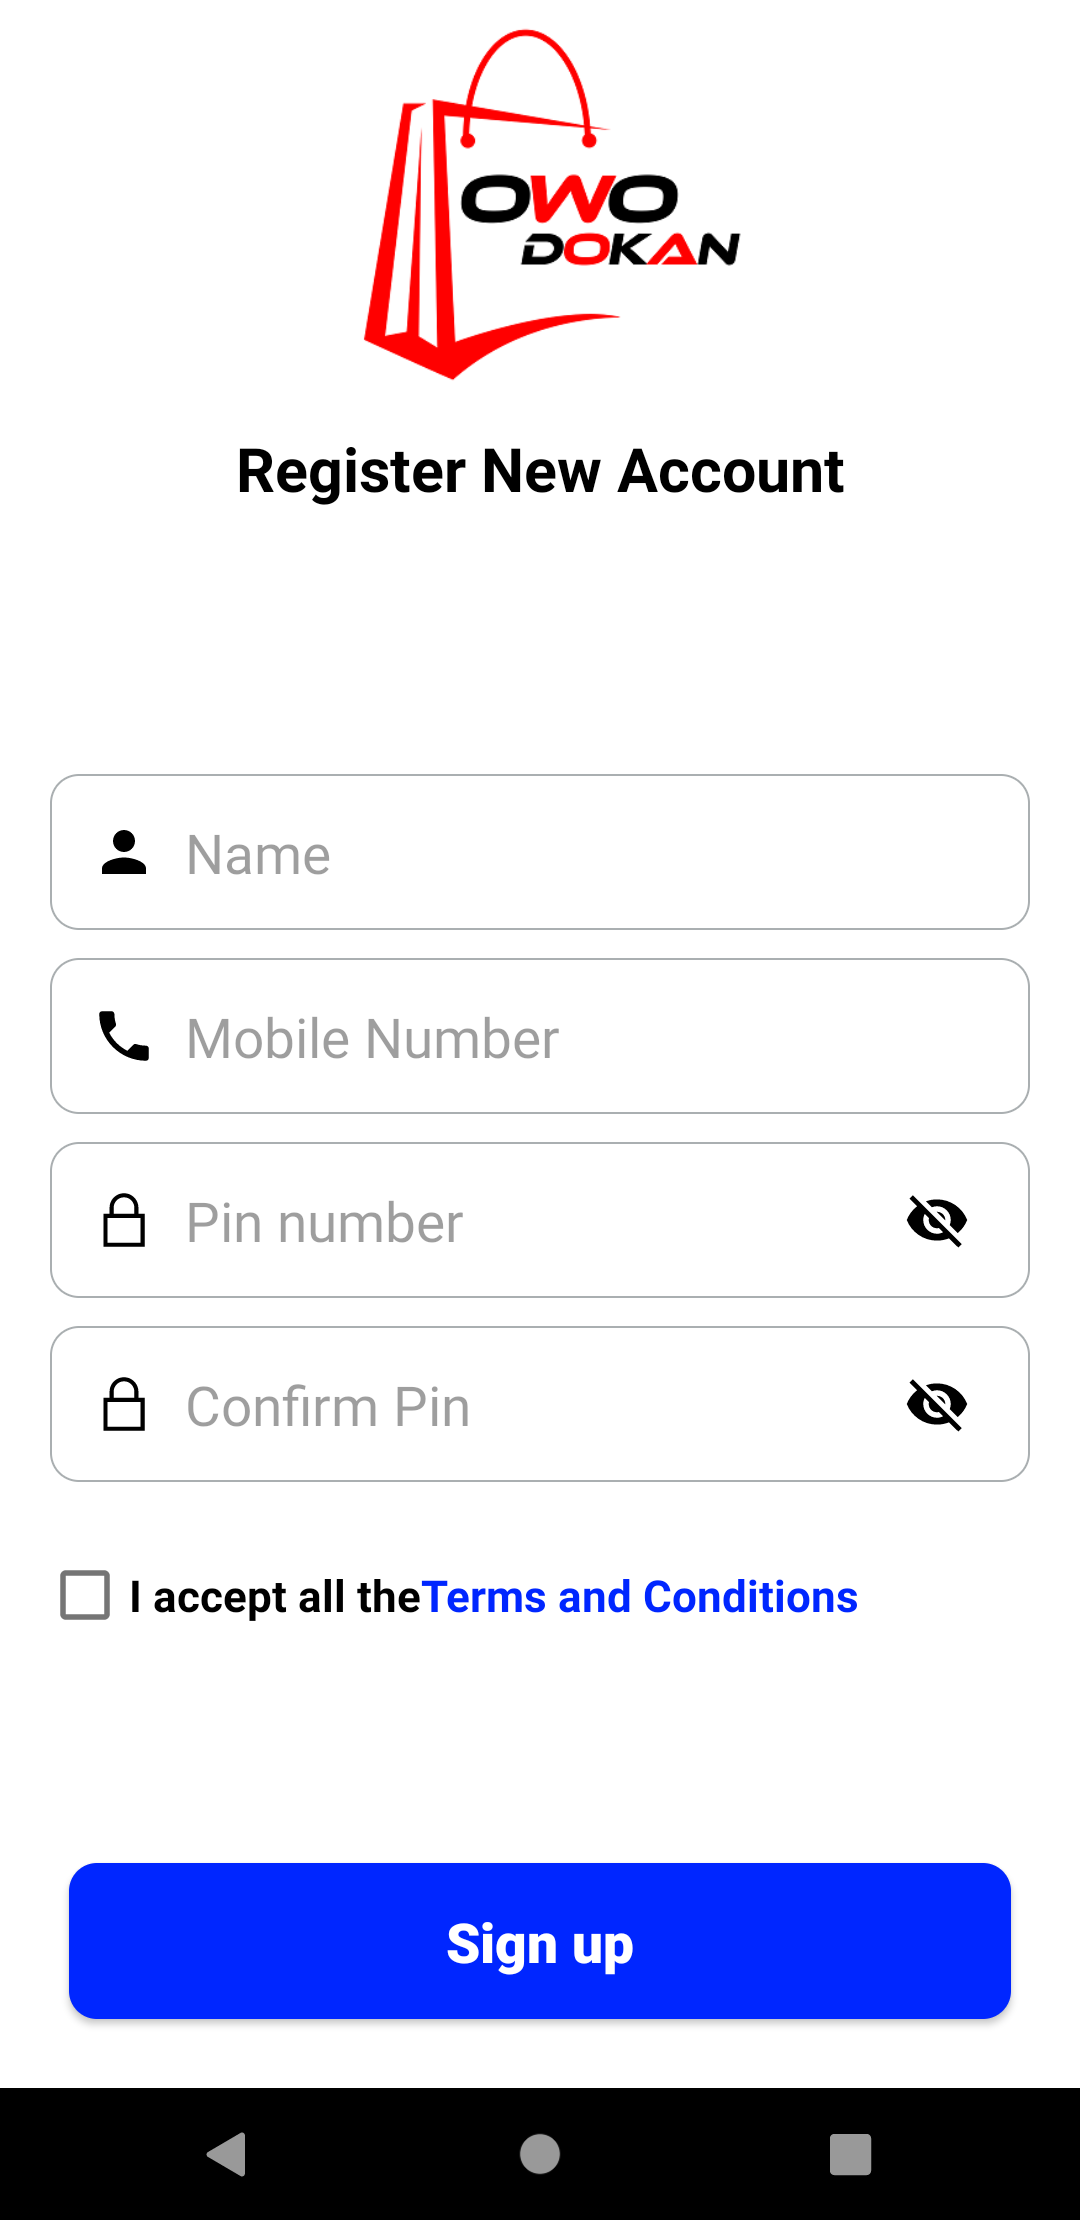 OWO
DOKAN
Register New Account
Name
Mobile Number
Pin number
Confirm Pin
I accept all theTerms and Conditions
Sign up